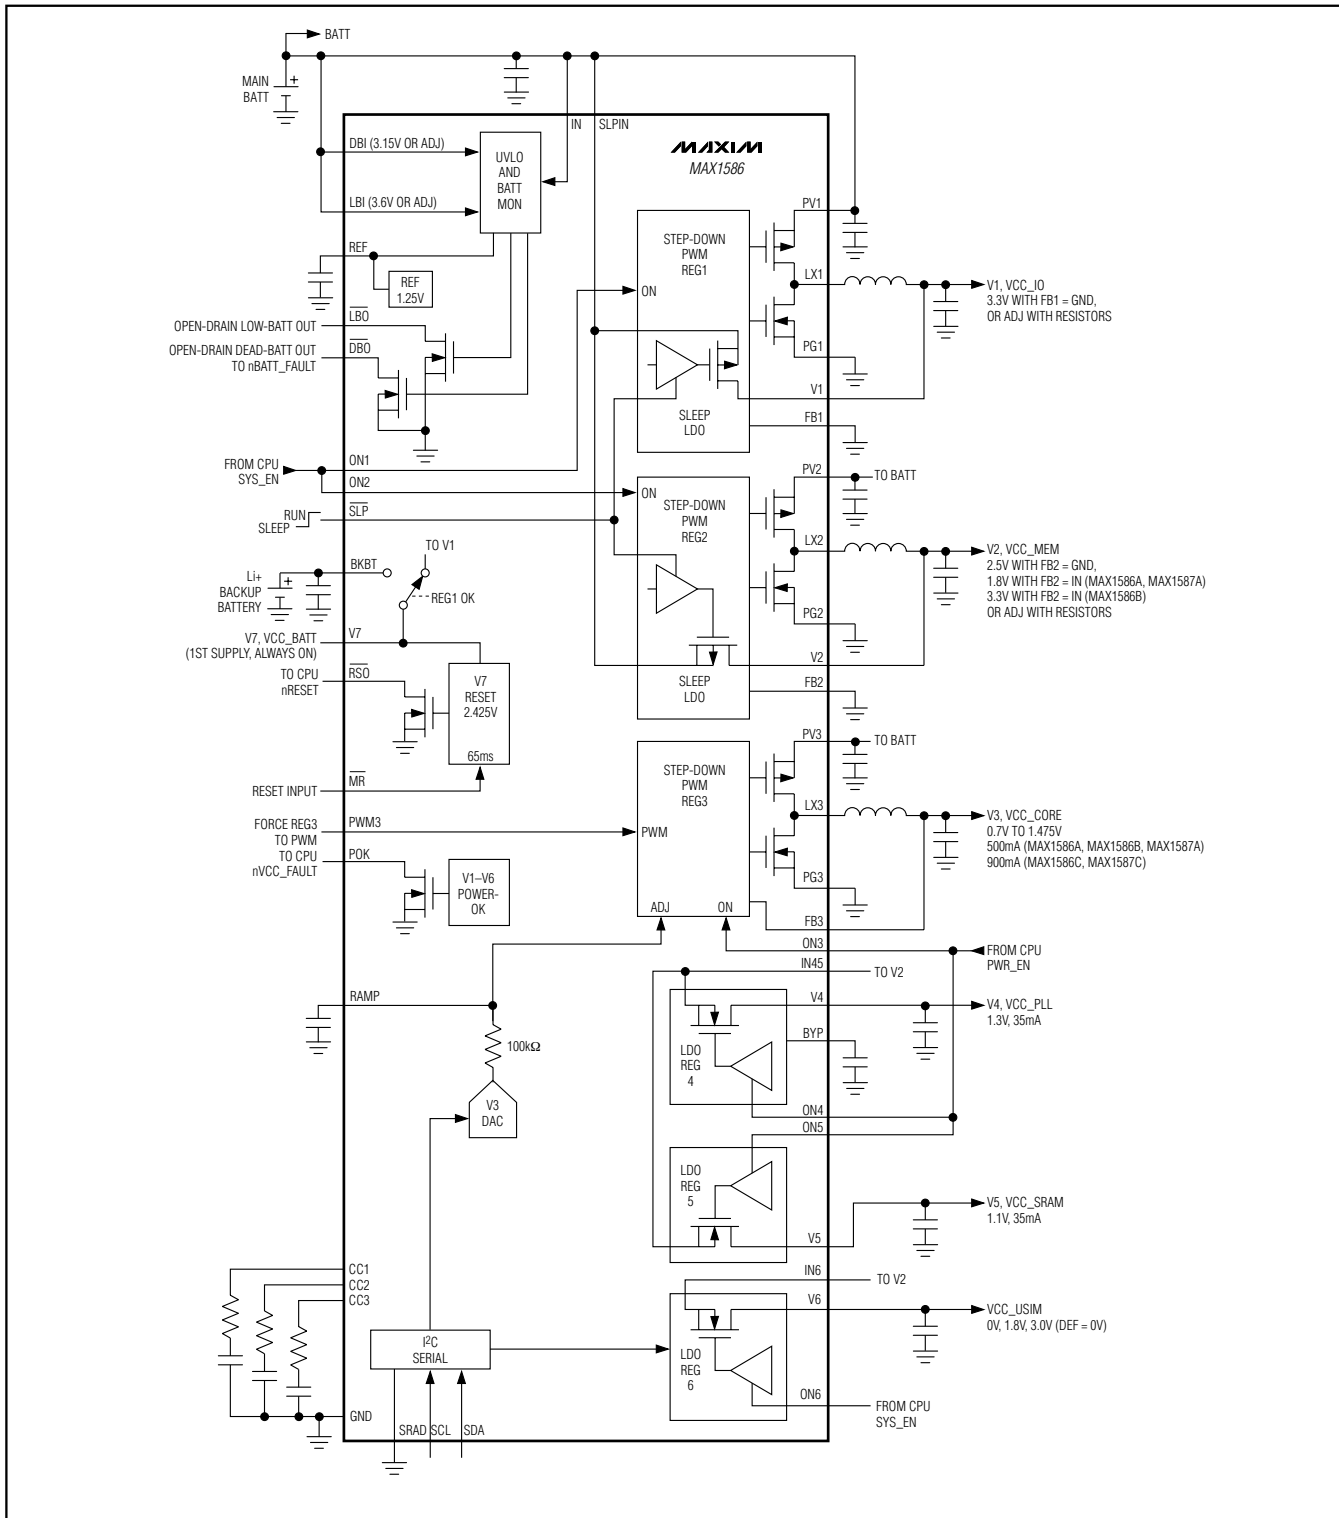 BATT
MAIN
BATT
+
IN
SLPIN
DBI (3.15V OR ADJ)
LBI (3.6V OR ADJ)
UVLO
AND
BATT
MON
MAXIM
MAX1586
REF
REF
1.25V
LBO
OPEN-DRAIN LOW-BATT OUT
DBO
OPEN-DRAIN DEAD-BATT OUT
TO nBATT_FAULT
STEP-DOWN
PWM
REG1
ON
SLEEP
LDO
PV1
LX1
PG1
V1
FB1
V1, VCC_IO
3.3V WITH FB1 = GND,
OR ADJ WITH RESISTORS
FROM CPU
SYS_EN
ON1
ON2
RUN
SLEEP
SLP
ON
STEP-DOWN
PWM
REG2
SLEEP
LDO
PV2
TO BATT
LX2
PG2
V2
FB2
V2, VCC_MEM
2.5V WITH FB2 = GND,
1.8V WITH FB2 = IN (MAX1586A, MAX1587A)
3.3V WITH FB2 = IN (MAX1586B)
OR ADJ WITH RESISTORS
TO V1
BKBT
REG1 OK
Li+
BACKUP
BATTERY
+
V7, VCC_BATT
(1ST SUPPLY, ALWAYS ON)
V7
TO CPU
nRESET
RSO
V7
RESET
2.425V
65ms
RESET INPUT
MR
FORCE REG3
TO PWM
PWM3
TO CPU
nVCC_FAULT
POK
V1–V6
POWER-
OK
STEP-DOWN
PWM
REG3
PWM
ADJ
ON
PV3
TO BATT
LX3
PG3
FB3
V3, VCC_CORE
0.7V TO 1.475V
500mA (MAX1586A, MAX1586B, MAX1587A)
900mA (MAX1586C, MAX1587C)
ON3
FROM CPU
PWR_EN
IN45
TO V2
RAMP
100kΩ
V3
DAC
V4
BYP
LDO
REG
4
ON4
V4, VCC_PLL
1.3V, 35mA
ON5
LDO
REG
5
V5
V5, VCC_SRAM
1.1V, 35mA
IN6
TO V2
V6
LDO
REG
6
ON6
VCC_USIM
0V, 1.8V, 3.0V (DEF = 0V)
FROM CPU
SYS_EN
CC1
CC2
CC3
I²C
SERIAL
GND
SRAD
SCL
SDA